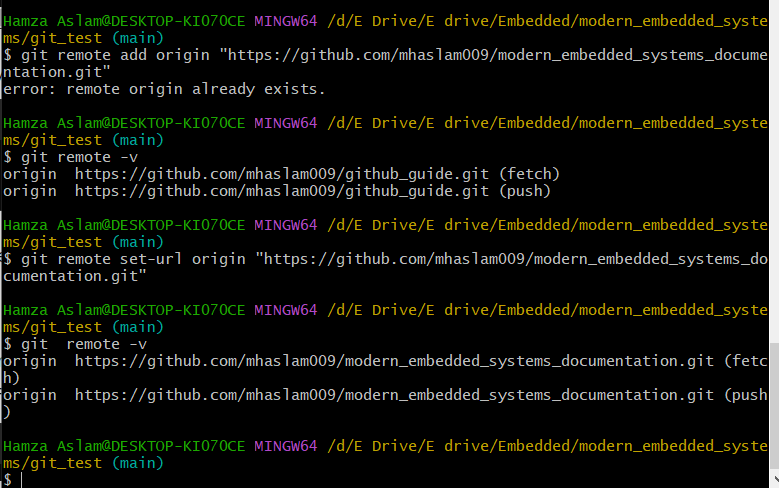 Hamza Aslam@DESKTOP-KI07OCE MINGW64 /d/E Drive/E drive/Embedded/modern_embedded_syste
ms/git_test (main)
$ git remote add origin "https://github.com/mhaslam009/modern_embedded_systems_docume
ntation.git"
error: remote origin already exists.
Hamza Aslam@DESKTOP-KI07OCE MINGW64 /d/E Drive/E drive/Embedded/modern_embedded_syste
ms/git_test (main)
$ git remote -v
origin  https://github.com/mhaslam009/github_guide.git (fetch)
origin  https://github.com/mhaslam009/github_guide.git (push)
Hamza Aslam@DESKTOP-KI07OCE MINGW64 /d/E Drive/E drive/Embedded/modern_embedded_syste
ms/git_test (main)
$ git remote set-url origin "https://github.com/mhaslam009/modern_embedded_systems_do
cumentation.git"
Hamza Aslam@DESKTOP-KI07OCE MINGW64 /d/E Drive/E drive/Embedded/modern_embedded_syste
ms/git_test (main)
$ git  remote -v
origin  https://github.com/mhaslam009/modern_embedded_systems_documentation.git (fetc
h)
origin  https://github.com/mhaslam009/modern_embedded_systems_documentation.git (push
)
Hamza Aslam@DESKTOP-KI07OCE MINGW64 /d/E Drive/E drive/Embedded/modern_embedded_syste
ms/git_test (main)
$